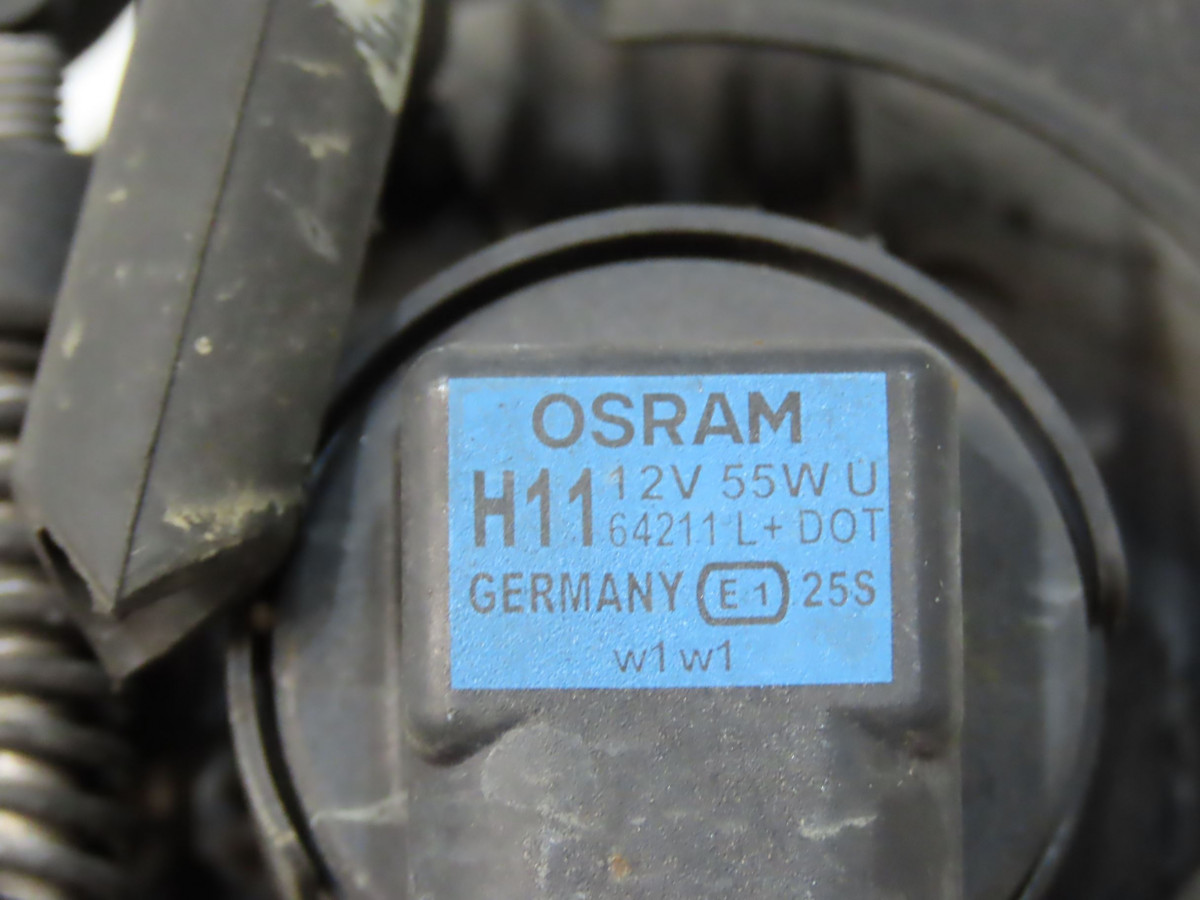 OSRAM
H11 12V 55W U
64211 L+ DOT
GERMANY E1 25S
w1 w1